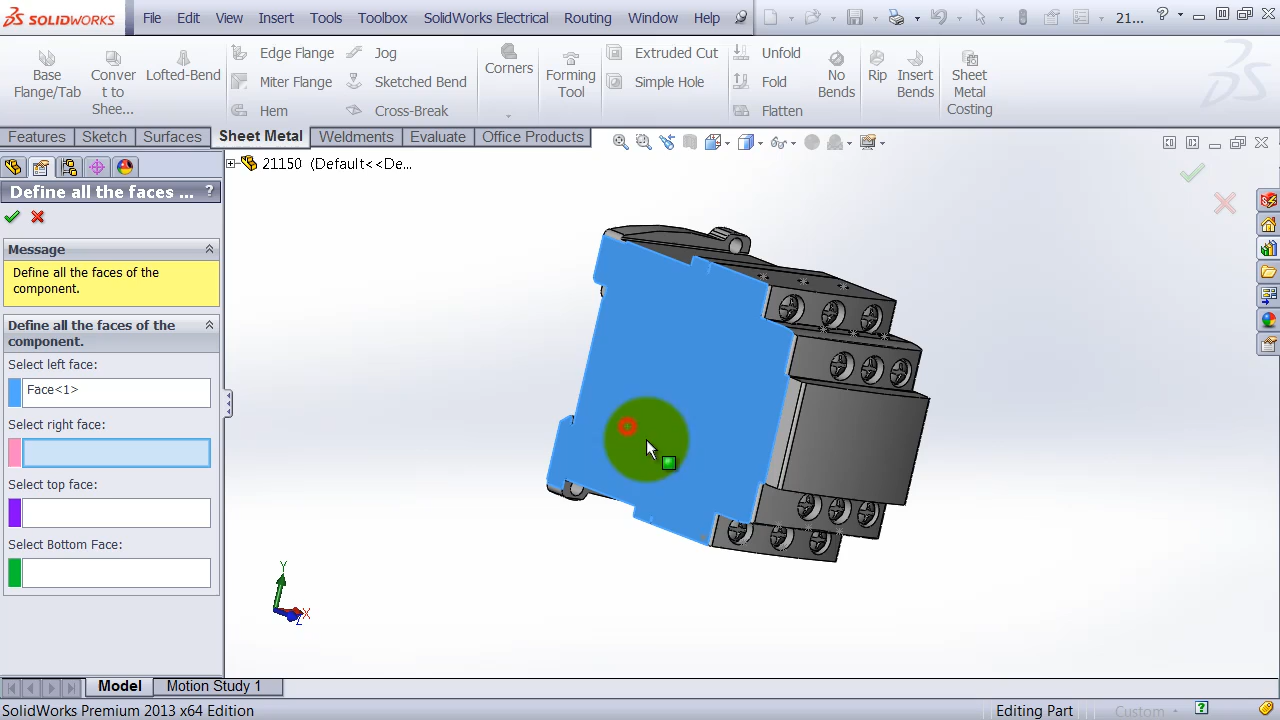 SOLIDWORKS File Edit View Insert Tools Toolbox SolidWorks Electrical Routing Window Help 21... ?
Base Flange/Tab
Conver t to Shee...
Lofted-Bend
Edge Flange
Miter Flange
Hem
Jog
Sketched Bend
Cross-Break
Corners
Forming Tool
Extruded Cut
Simple Hole
Unfold
Fold
Flatten
No Bends
Rip
Insert Bends
Sheet Metal Costing
Features Sketch Surfaces Sheet Metal Weldments Evaluate Office Products
21150 (Default<<De...
Define all the faces ... ?
Message
Define all the faces of the
component.
Define all the faces of the
component.
Select left face:
Face<1>
Select right face:
Select top face:
Select Bottom Face:
Y
X
Z
Model Motion Study 1
SolidWorks Premium 2013 x64 Edition Editing Part Custom ?